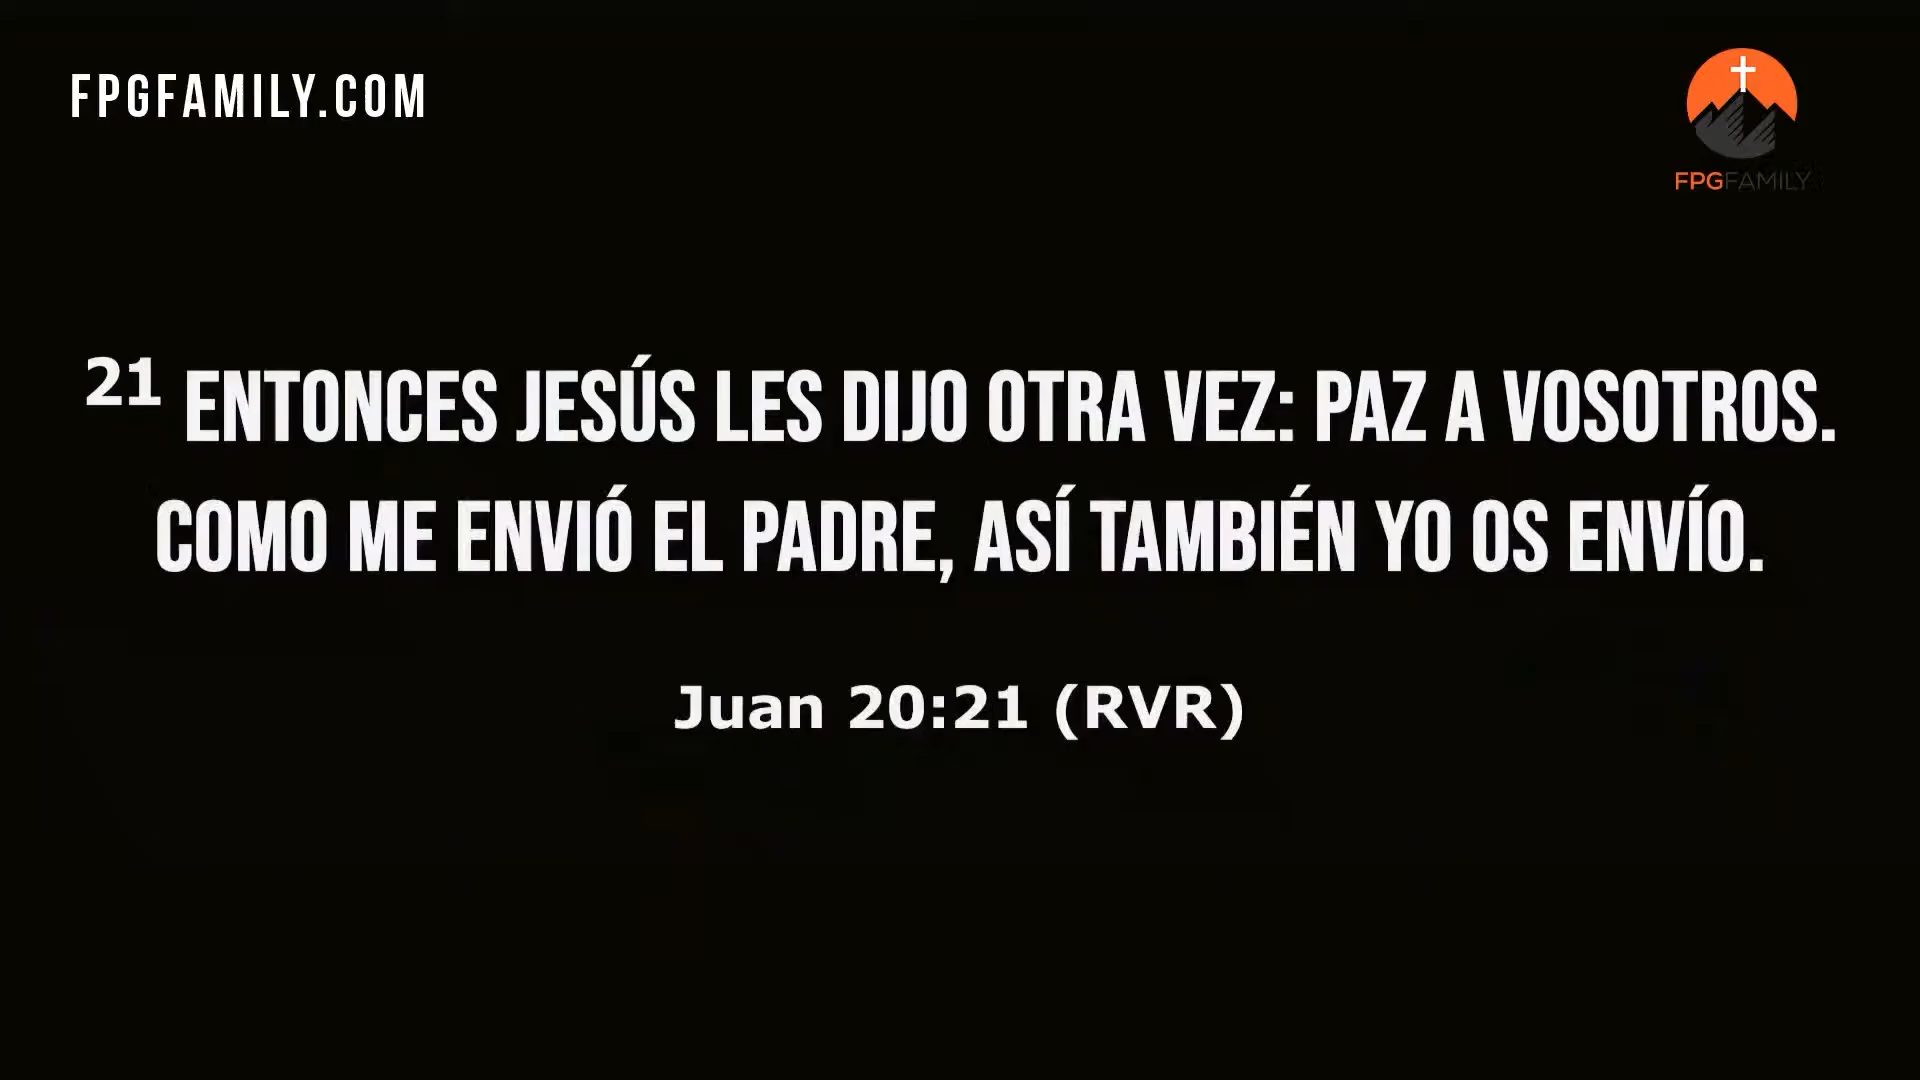 FPGFAMILY.COM
FPGFAMILY
21 ENTONCES JESÚS LES DIJO OTRA VEZ: PAZ A VOSOTROS.
COMO ME ENVIÓ EL PADRE, ASÍ TAMBIÉN YO OS ENVÍO.
Juan 20:21 (RVR)